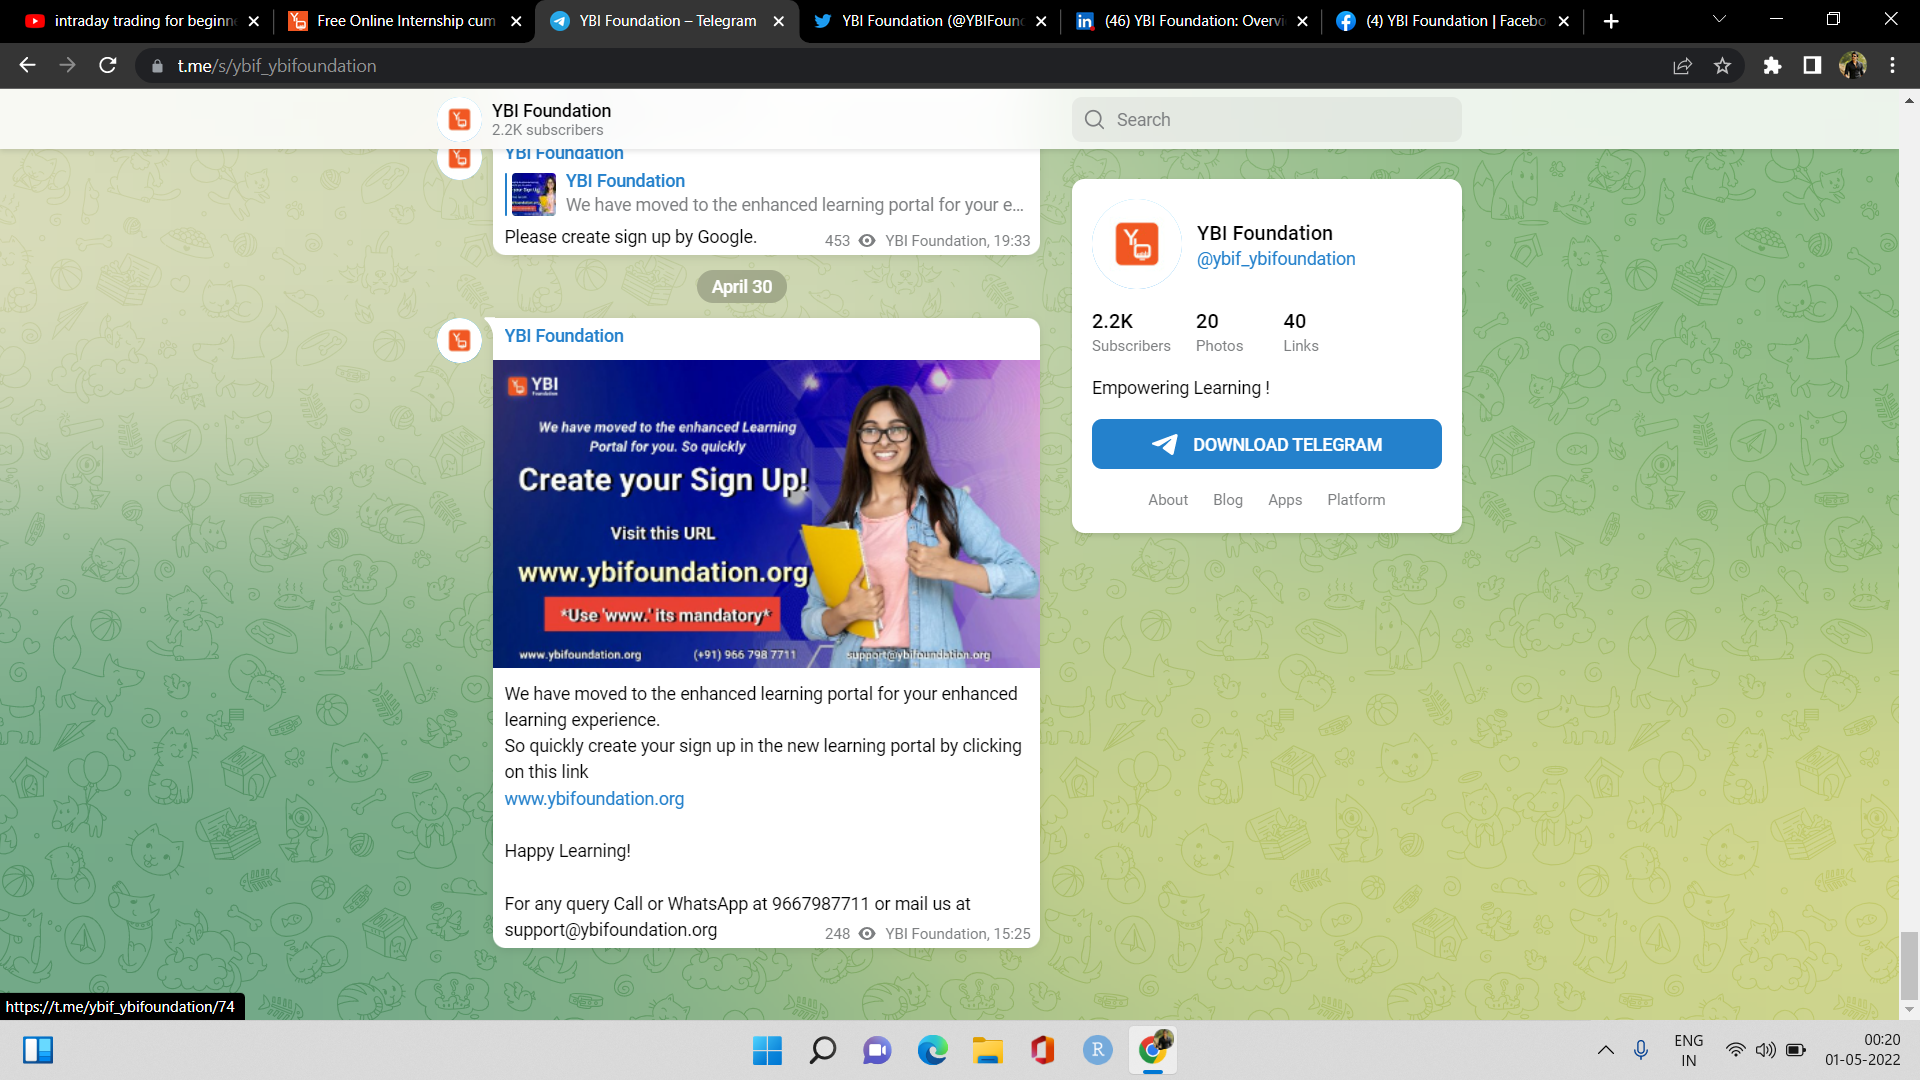 intraday trading for beginne
Free Online Internship cum
YBI Foundation – Telegram
YBI Foundation (@YBIFoun
(46) YBI Foundation: Overvi
(4) YBI Foundation | Facebo
t.me/s/ybif_ybifoundation
YBI Foundation
2.2K subscribers
Search
YBI Foundation
YBI Foundation
We have moved to the enhanced learning portal for your e...
Please create sign up by Google.
453 YBI Foundation, 19:33
April 30
YBI Foundation
YBI
Foundation
We have moved to the enhanced Learning
Portal for you. So quickly
Create your Sign Up!
Visit this URL
www.ybifoundation.org
*Use 'www.' its mandatory*
www.ybifoundation.org (+91) 966 798 7711 support@ybifoundation.org
We have moved to the enhanced learning portal for your enhanced
learning experience.
So quickly create your sign up in the new learning portal by clicking
on this link
www.ybifoundation.org
Happy Learning!
For any query Call or WhatsApp at 9667987711 or mail us at
support@ybifoundation.org
248 YBI Foundation, 15:25
YBI Foundation
@ybif_ybifoundation
2.2K 20 40
Subscribers Photos Links
Empowering Learning !
DOWNLOAD TELEGRAM
About Blog Apps Platform
https://t.me/ybif_ybifoundation/74
R
ENG
IN
00:20
01-05-2022